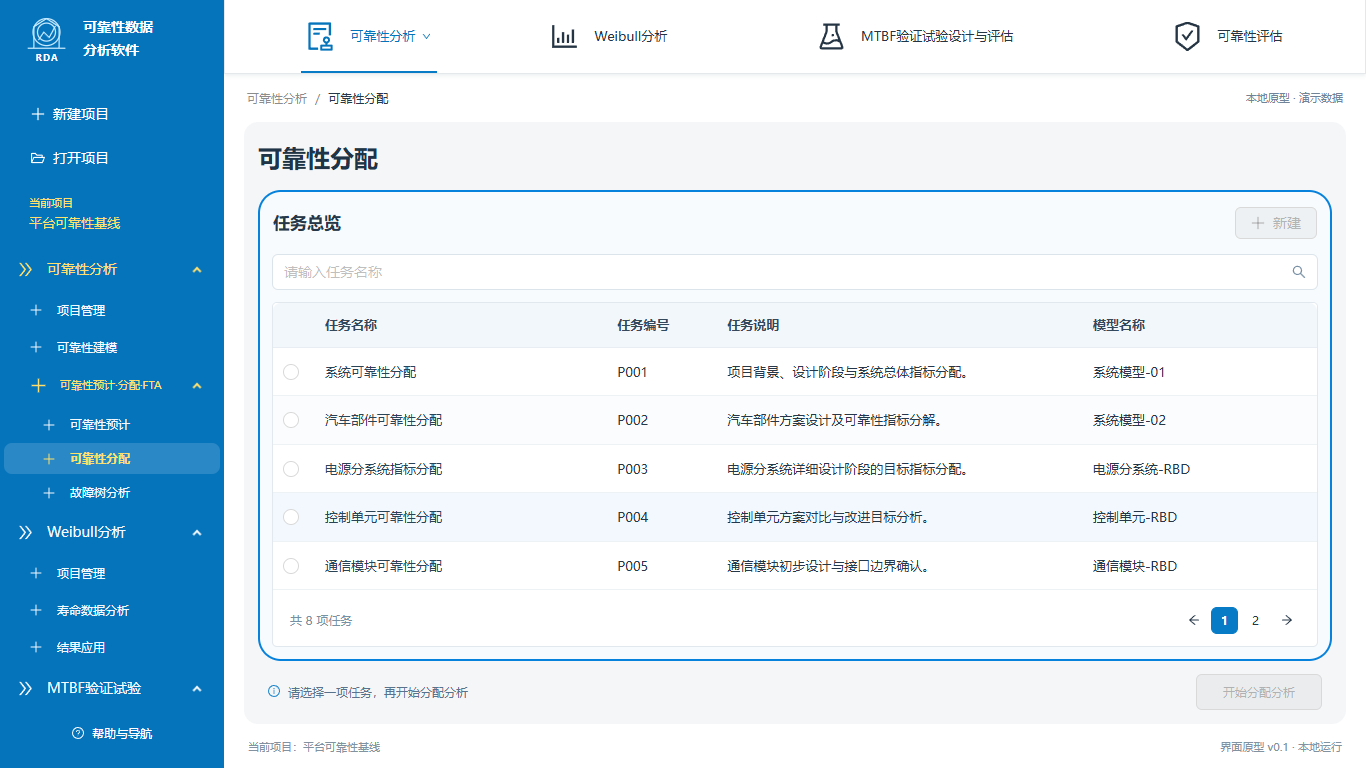 可靠性数据
分析软件
RDA
新建项目
打开项目
当前项目
平台可靠性基线
可靠性分析
项目管理
可靠性建模
可靠性预计·分配·FTA
可靠性预计
可靠性分配
故障树分析
Weibull分析
项目管理
寿命数据分析
结果应用
MTBF验证试验
帮助与导航
可靠性分析
Weibull分析
MTBF验证试验设计与评估
可靠性评估
可靠性分析 / 可靠性分配
本地原型 · 演示数据
可靠性分配
任务总览
新建
请输入任务名称
任务名称 任务编号 任务说明 模型名称
系统可靠性分配 P001 项目背景、设计阶段与系统总体指标分配。 系统模型-01
汽车部件可靠性分配 P002 汽车部件方案设计及可靠性指标分解。 系统模型-02
电源分系统指标分配 P003 电源分系统详细设计阶段的目标指标分配。 电源分系统-RBD
控制单元可靠性分配 P004 控制单元方案对比与改进目标分析。 控制单元-RBD
通信模块可靠性分配 P005 通信模块初步设计与接口边界确认。 通信模块-RBD
共 8 项任务
1 2
请选择一项任务，再开始分配分析
开始分配分析
当前项目：平台可靠性基线
界面原型 v0.1 · 本地运行